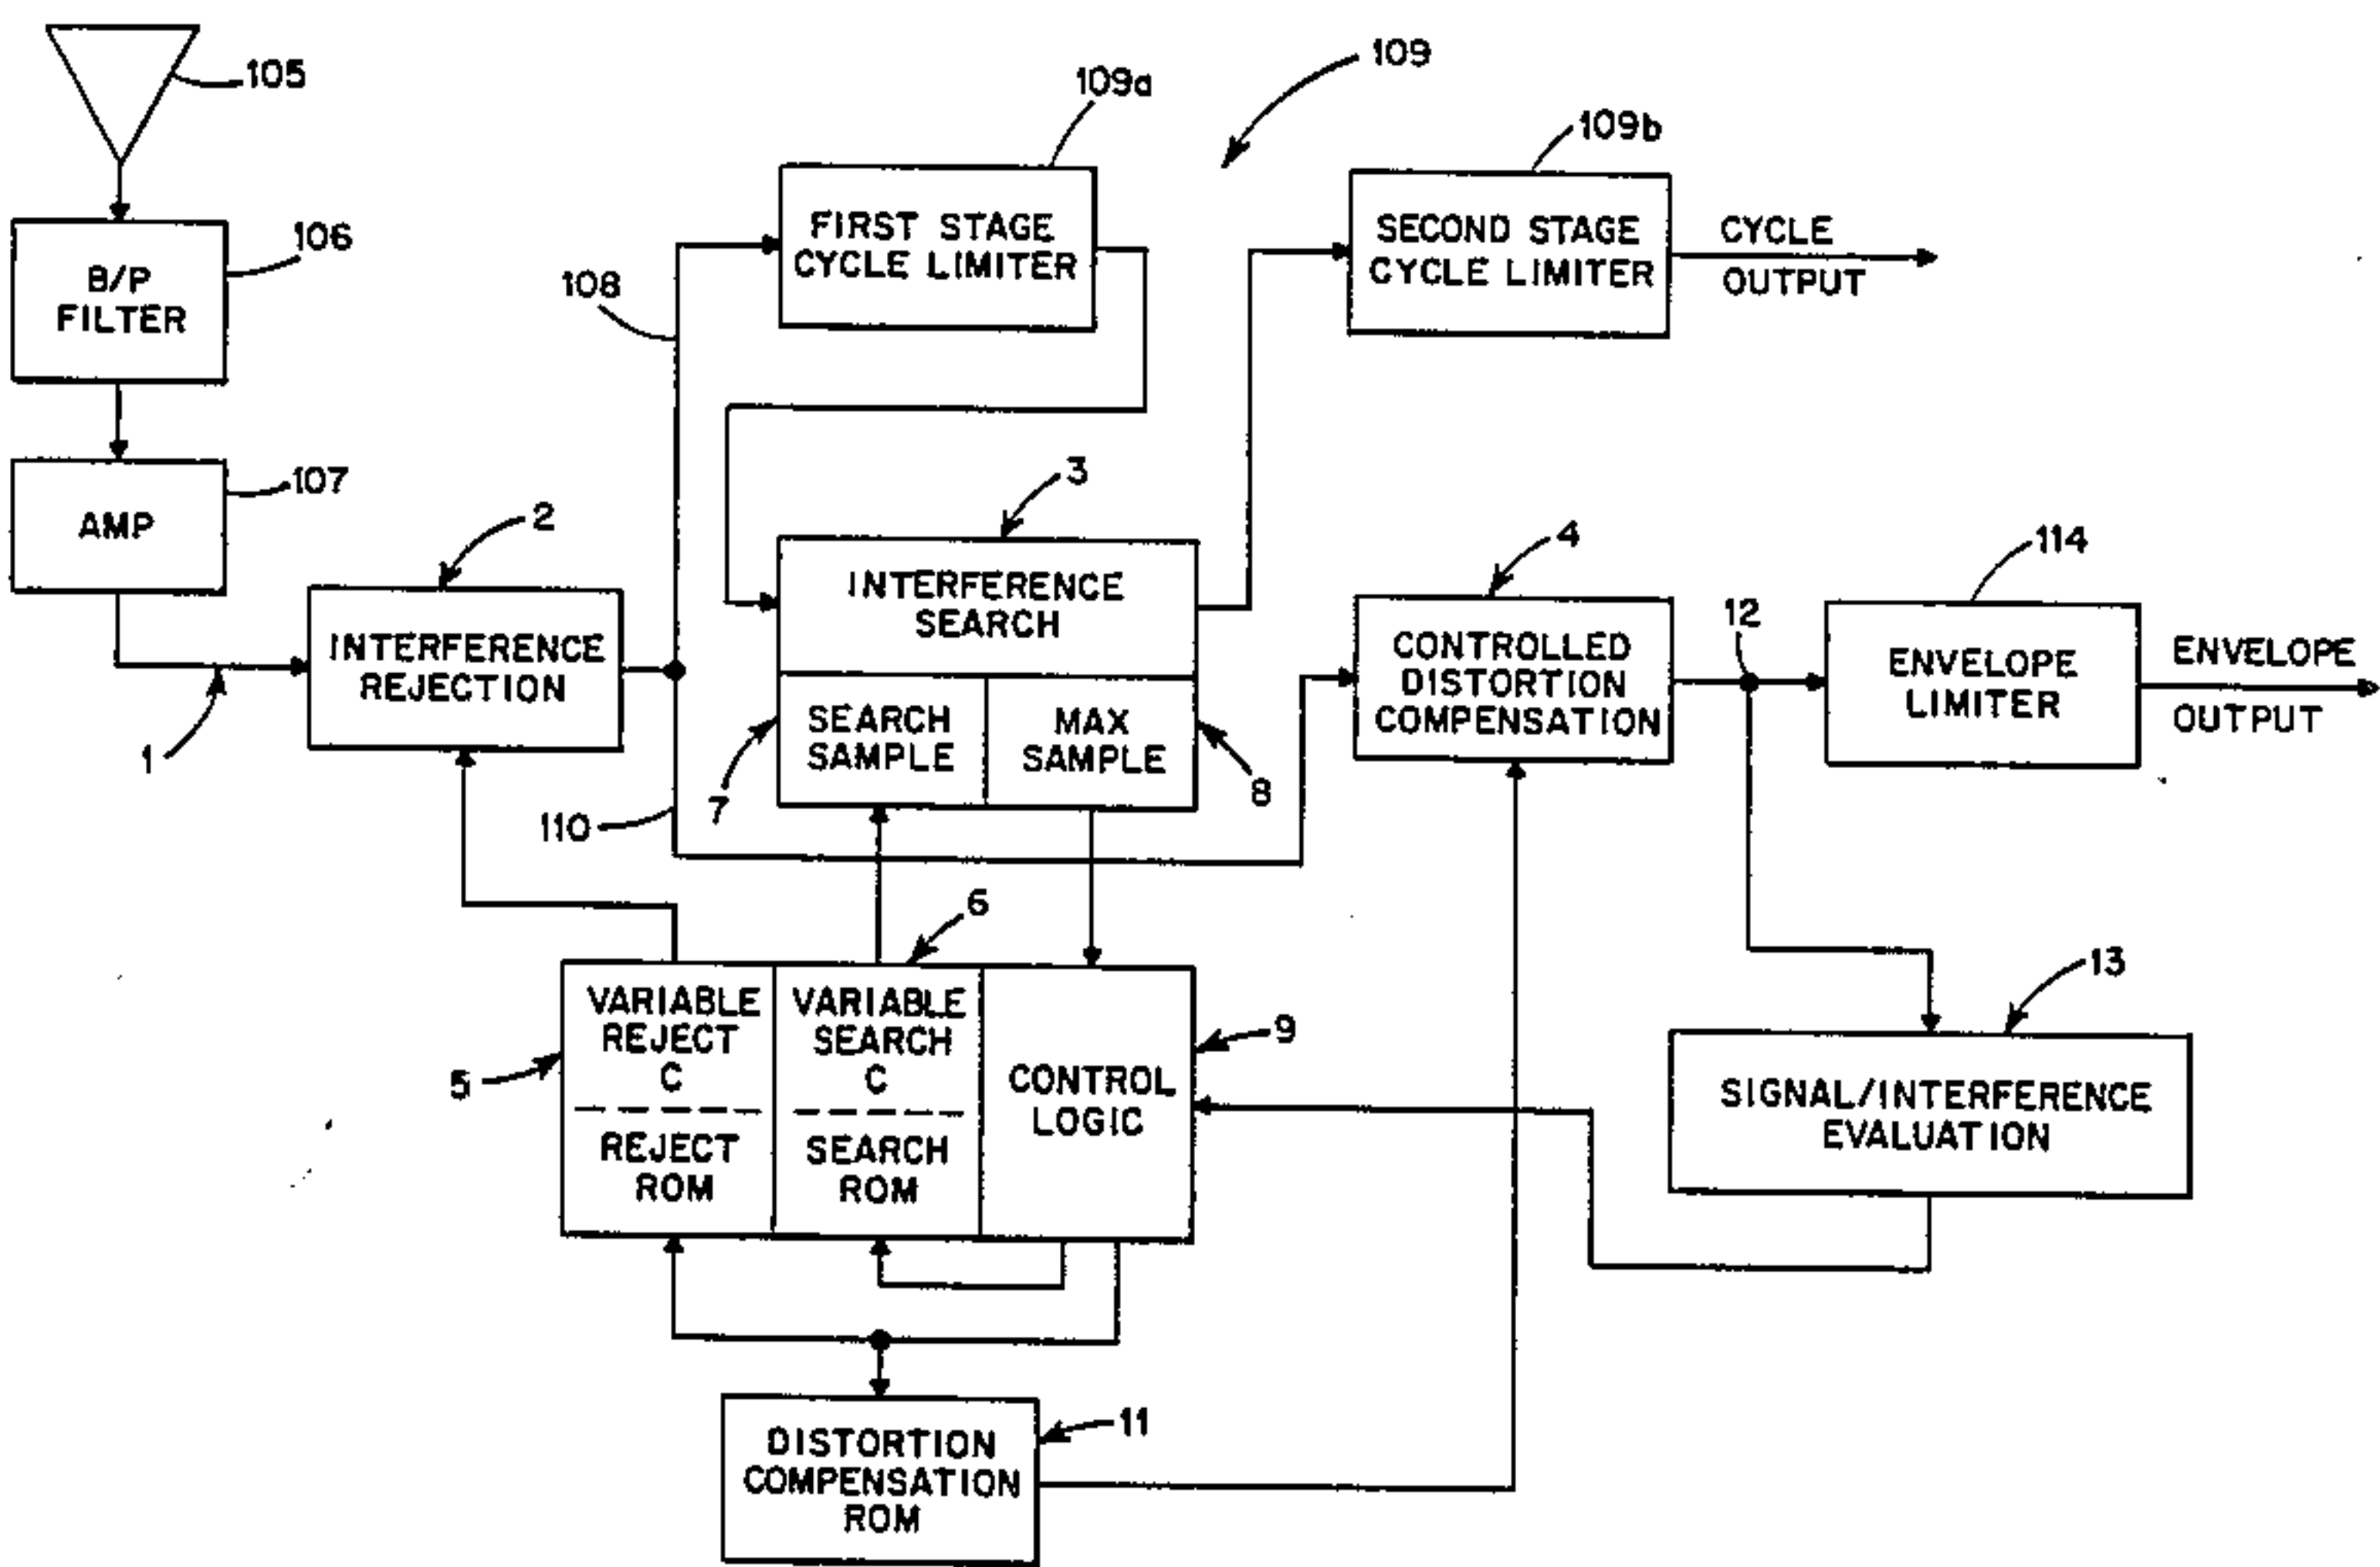 105
109
109a
109b
106
B/P
FILTER
FIRST STAGE
CYCLE LIMITER
SECOND STAGE
CYCLE LIMITER
CYCLE
OUTPUT
108
107
AMP
2
3
INTERFERENCE
SEARCH
4
114
INTERFERENCE
REJECTION
12
CONTROLLED
DISTORTION
COMPENSATION
ENVELOPE
LIMITER
ENVELOPE
OUTPUT
1
SEARCH
SAMPLE
MAX
SAMPLE
7
8
110
6
13
VARIABLE
REJECT
C
REJECT
ROM
VARIABLE
SEARCH
C
SEARCH
ROM
CONTROL
LOGIC
5
9
SIGNAL/INTERFERENCE
EVALUATION
11
DISTORTION
COMPENSATION
ROM